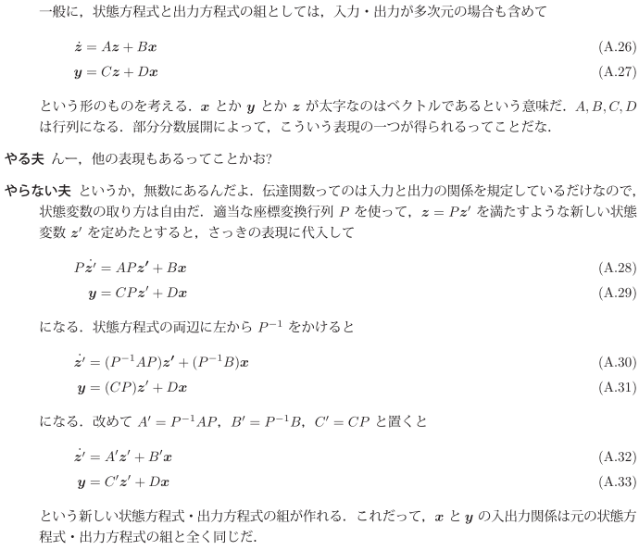 一般に，状態方程式と出力方程式の組としては，入力・出力が多次元の場合も含めて
ż = Az + Bx (A.26)
y = Cz + Dx (A.27)
という形のものを考える．x とか y とか z が太字なのはベクトルであるという意味だ．A, B, C, D
は行列になる．部分分数展開によって，こういう表現の一つが得られるってことだな．
やる夫 んー，他の表現もあるってことかお?
やらない夫 というか，無数にあるんだよ．伝達関数ってのは入力と出力の関係を規定しているだけなので，
状態変数の取り方は自由だ．適当な座標変換行列 P を使って，z = Pz′ を満たすような新しい状態
変数 z′ を定めたとすると，さっきの表現に代入して
Pż′ = APz′ + Bx (A.28)
y = CPz′ + Dx (A.29)
になる．状態方程式の両辺に左から P⁻¹ をかけると
ż′ = (P⁻¹AP)z′ + (P⁻¹B)x (A.30)
y = (CP)z′ + Dx (A.31)
になる．改めて A′ = P⁻¹AP，B′ = P⁻¹B，C′ = CP と置くと
ż′ = A′z′ + B′x (A.32)
y = C′z′ + Dx (A.33)
という新しい状態方程式・出力方程式の組が作れる．これだって，x と y の入出力関係は元の状態方
程式・出力方程式の組と全く同じだ．